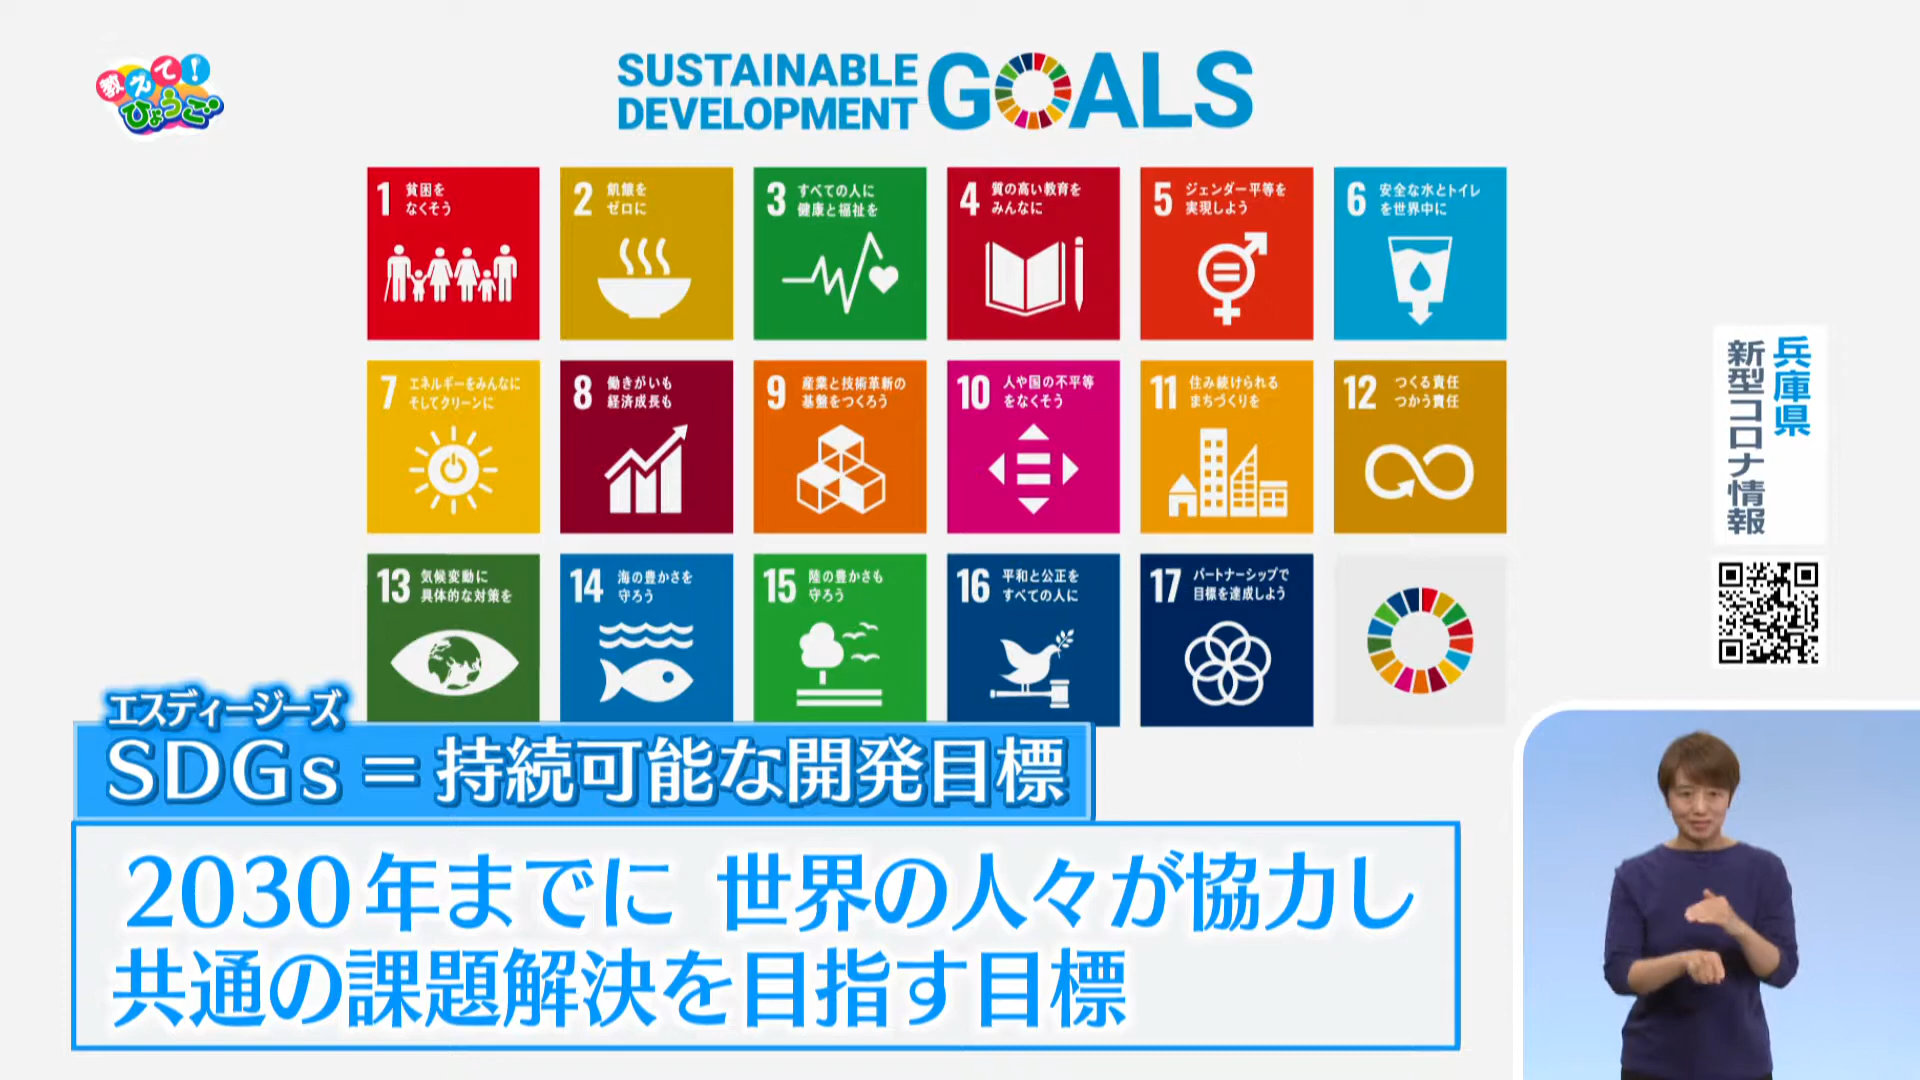 教えて!
ひょうご
SUSTAINABLE
DEVELOPMENT
GOALS
1 貧困を
なくそう
2 飢餓を
ゼロに
3 すべての人に
健康と福祉を
4 質の高い教育を
みんなに
5 ジェンダー平等を
実現しよう
6 安全な水とトイレ
を世界中に
7 エネルギーをみんなに
そしてクリーンに
8 働きがいも
経済成長も
9 産業と技術革新の
基盤をつくろう
10 人や国の不平等
をなくそう
11 住み続けられる
まちづくりを
12 つくる責任
つかう責任
13 気候変動に
具体的な対策を
14 海の豊かさを
守ろう
15 陸の豊かさも
守ろう
16 平和と公正を
すべての人に
17 パートナーシップで
目標を達成しよう
兵庫県
新型コロナ情報
エスディージーズ
SDGs=持続可能な開発目標
2030年までに 世界の人々が協力し
共通の課題解決を目指す目標